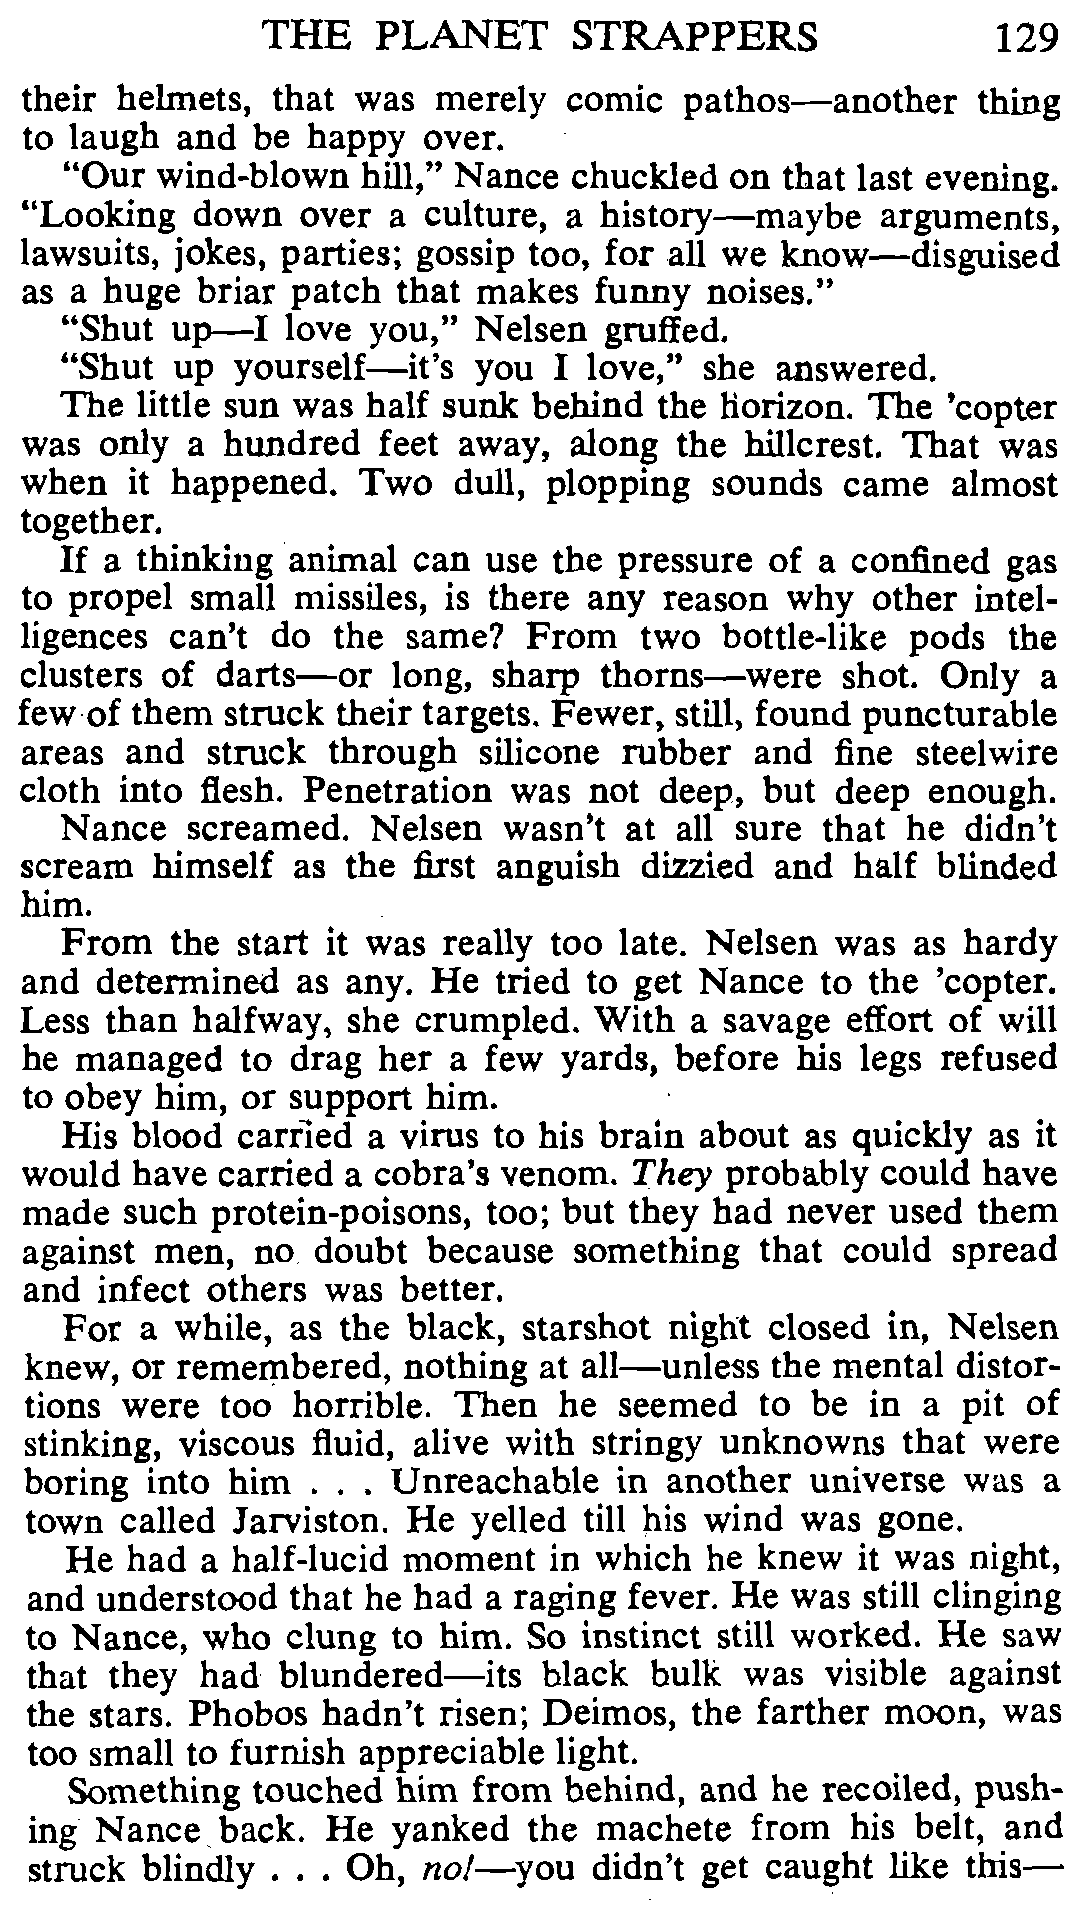 THE PLANET STRAPPERS 129
their helmets, that was merely comic pathos—another thing
to laugh and be happy over.
“Our wind-blown hill,” Nance chuckled on that last evening.
“Looking down over a culture, a history—maybe arguments,
lawsuits, jokes, parties; gossip too, for all we know—disguised
as a huge briar patch that makes funny noises.”
“Shut up—I love you,” Nelsen gruffed.
“Shut up yourself—it's you I love,” she answered.
The little sun was half sunk behind the horizon. The 'copter
was only a hundred feet away, along the hillcrest. That was
when it happened. Two dull, plopping sounds came almost
together.
If a thinking animal can use the pressure of a confined gas
to propel small missiles, is there any reason why other intel-
ligences can't do the same? From two bottle-like pods the
clusters of darts—or long, sharp thorns—were shot. Only a
few of them struck their targets. Fewer, still, found puncturable
areas and struck through silicone rubber and fine steelwire
cloth into flesh. Penetration was not deep, but deep enough.
Nance screamed. Nelsen wasn't at all sure that he didn't
scream himself as the first anguish dizzied and half blinded
him.
From the start it was really too late. Nelsen was as hardy
and determined as any. He tried to get Nance to the 'copter.
Less than halfway, she crumpled. With a savage effort of will
he managed to drag her a few yards, before his legs refused
to obey him, or support him.
His blood carried a virus to his brain about as quickly as it
would have carried a cobra's venom. They probably could have
made such protein-poisons, too; but they had never used them
against men, no doubt because something that could spread
and infect others was better.
For a while, as the black, starshot night closed in, Nelsen
knew, or remembered, nothing at all—unless the mental distor-
tions were too horrible. Then he seemed to be in a pit of
stinking, viscous fluid, alive with stringy unknowns that were
boring into him . . . Unreachable in another universe was a
town called Jarviston. He yelled till his wind was gone.
He had a half-lucid moment in which he knew it was night,
and understood that he had a raging fever. He was still clinging
to Nance, who clung to him. So instinct still worked. He saw
that they had blundered—its black bulk was visible against
the stars. Phobos hadn't risen; Deimos, the farther moon, was
too small to furnish appreciable light.
Something touched him from behind, and he recoiled, push-
ing Nance back. He yanked the machete from his belt, and
struck blindly . . . Oh, no!—you didn't get caught like this—